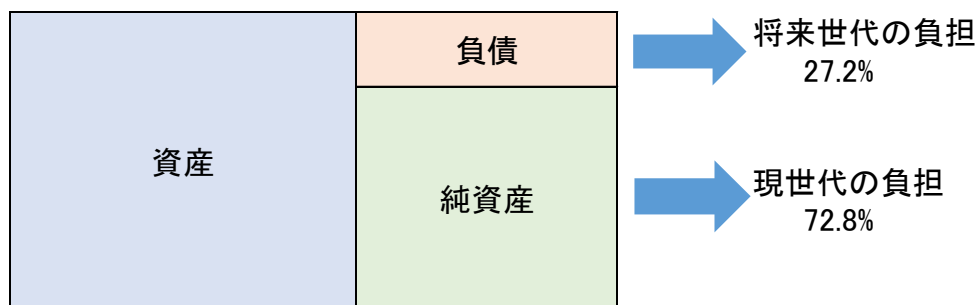 負債
将来世代の負担
27.2%
資産
純資産
現世代の負担
72.8%